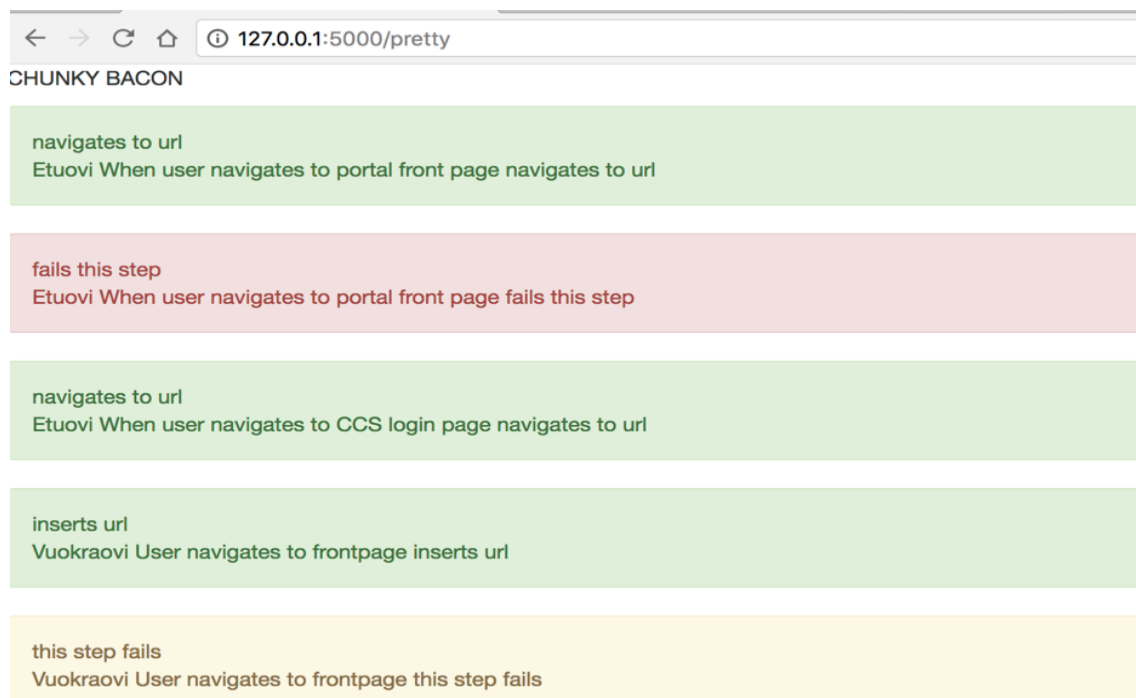 127.0.0.1:5000/pretty
CHUNKY BACON
navigates to url
Etuovi When user navigates to portal front page navigates to url
fails this step
Etuovi When user navigates to portal front page fails this step
navigates to url
Etuovi When user navigates to CCS login page navigates to url
inserts url
Vuokraovi User navigates to frontpage inserts url
this step fails
Vuokraovi User navigates to frontpage this step fails